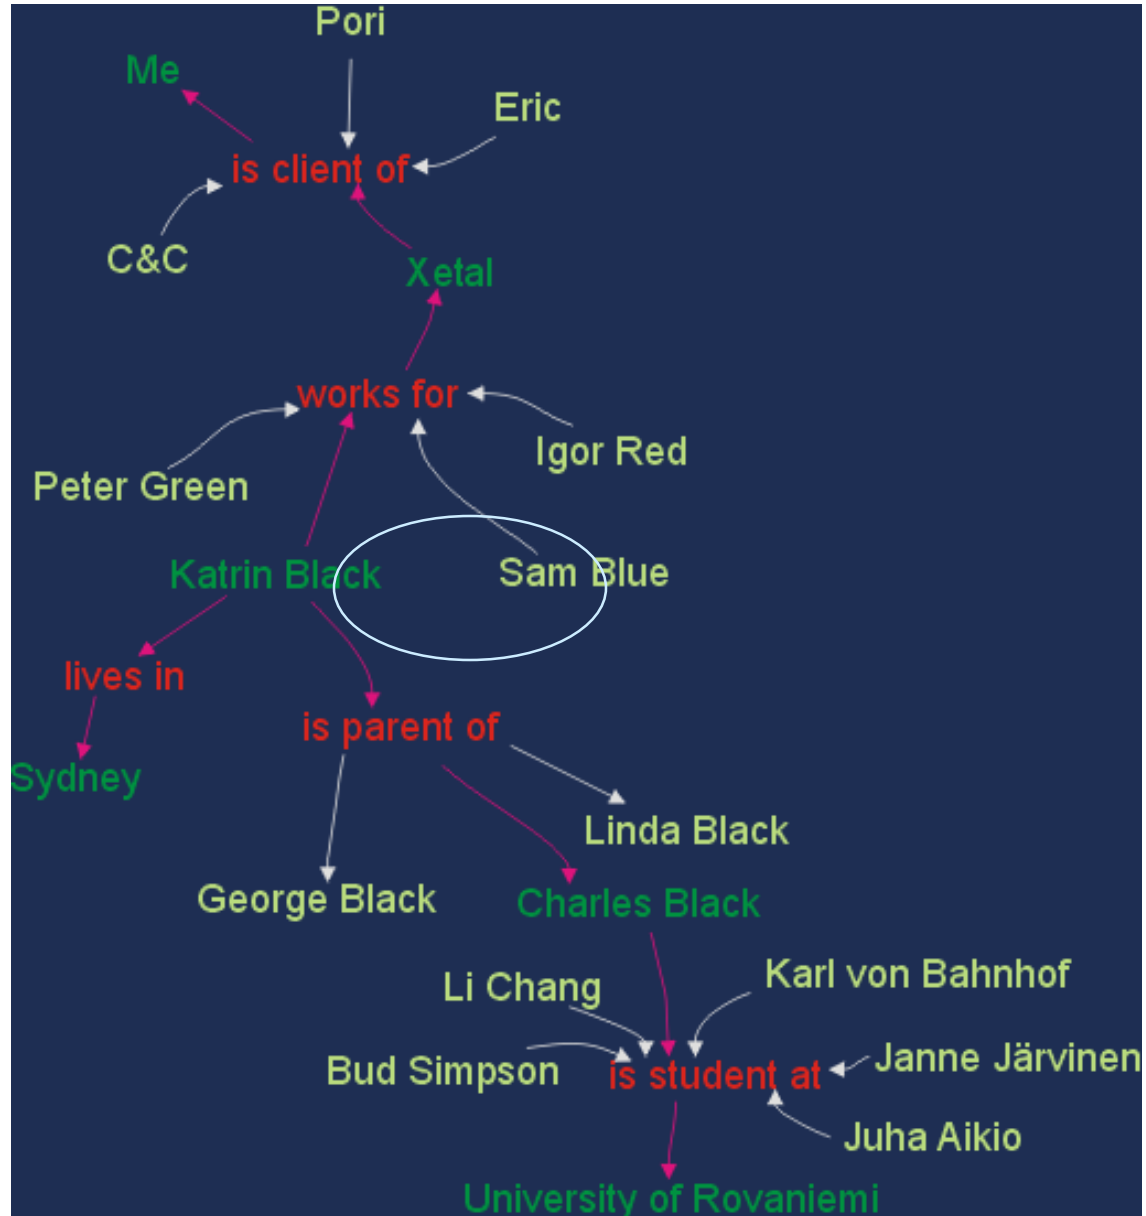 Pori
Me
Eric
is client of
C&C
Xetal
works for
Igor Red
Peter Green
Katrin Black
Sam Blue
lives in
is parent of
Sydney
Linda Black
George Black
Charles Black
Li Chang
Karl von Bahnhof
Bud Simpson
is student at
Janne Järvinen
Juha Aikio
University of Rovaniemi